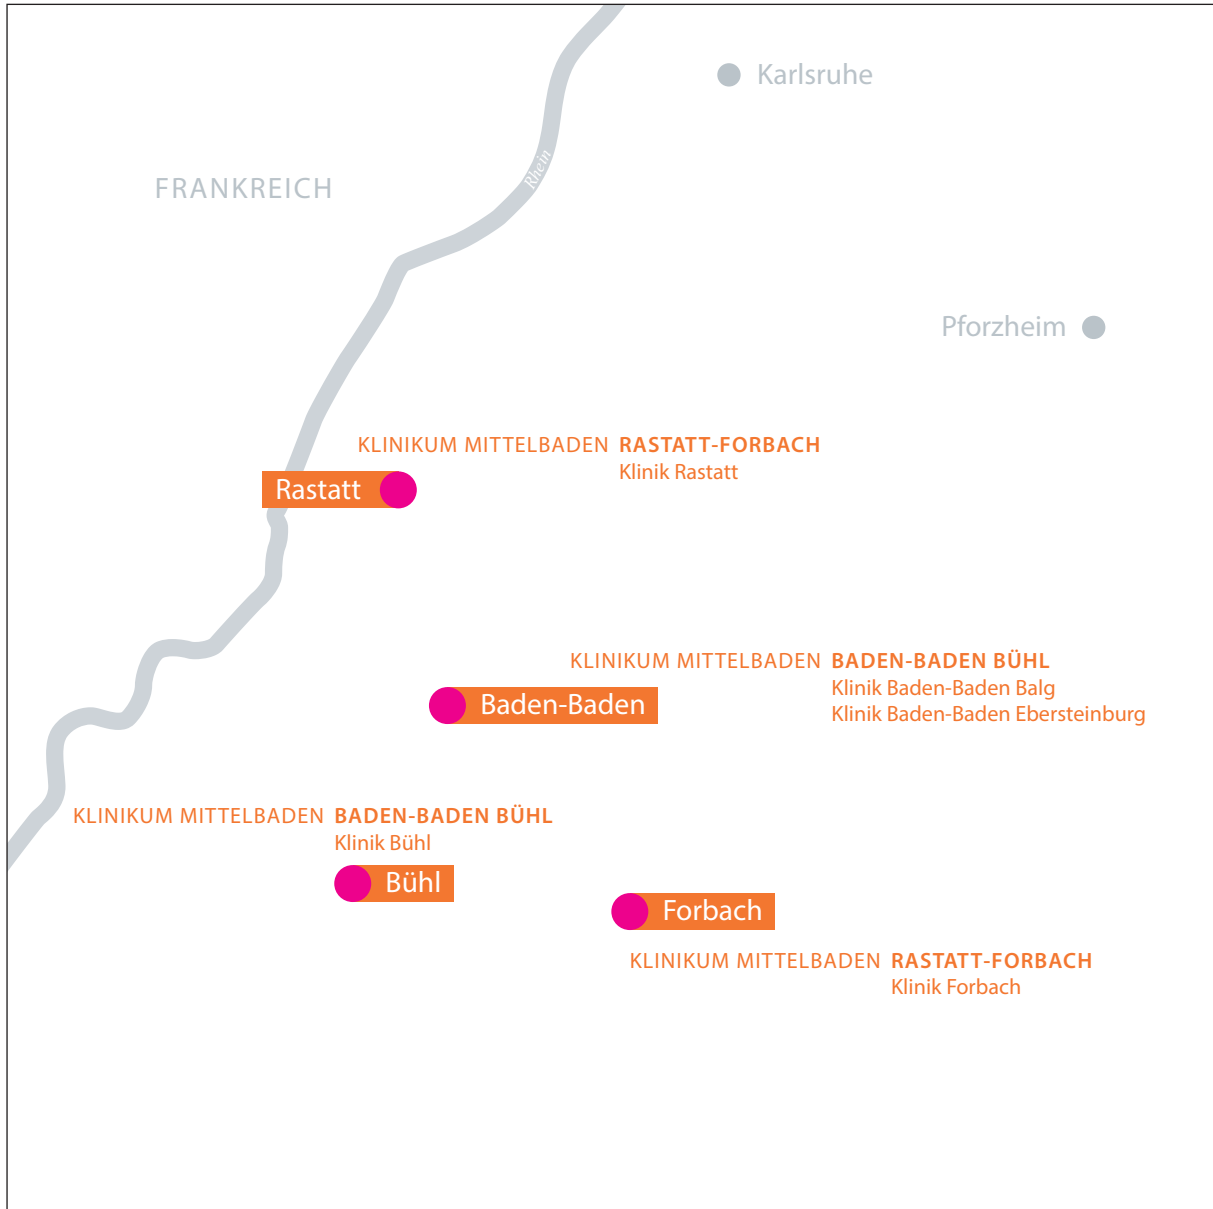 Karlsruhe
Rhein
FRANKREICH
Pforzheim
KLINIKUM MITTELBADEN RASTATT-FORBACH
Klinik Rastatt
Rastatt
KLINIKUM MITTELBADEN BADEN-BADEN BÜHL
Klinik Baden-Baden Balg
Baden-Baden
Klinik Baden-Baden Ebersteinburg
KLINIKUM MITTELBADEN BADEN-BADEN BÜHL
Klinik Bühl
Bühl
Forbach
KLINIKUM MITTELBADEN RASTATT-FORBACH
Klinik Forbach